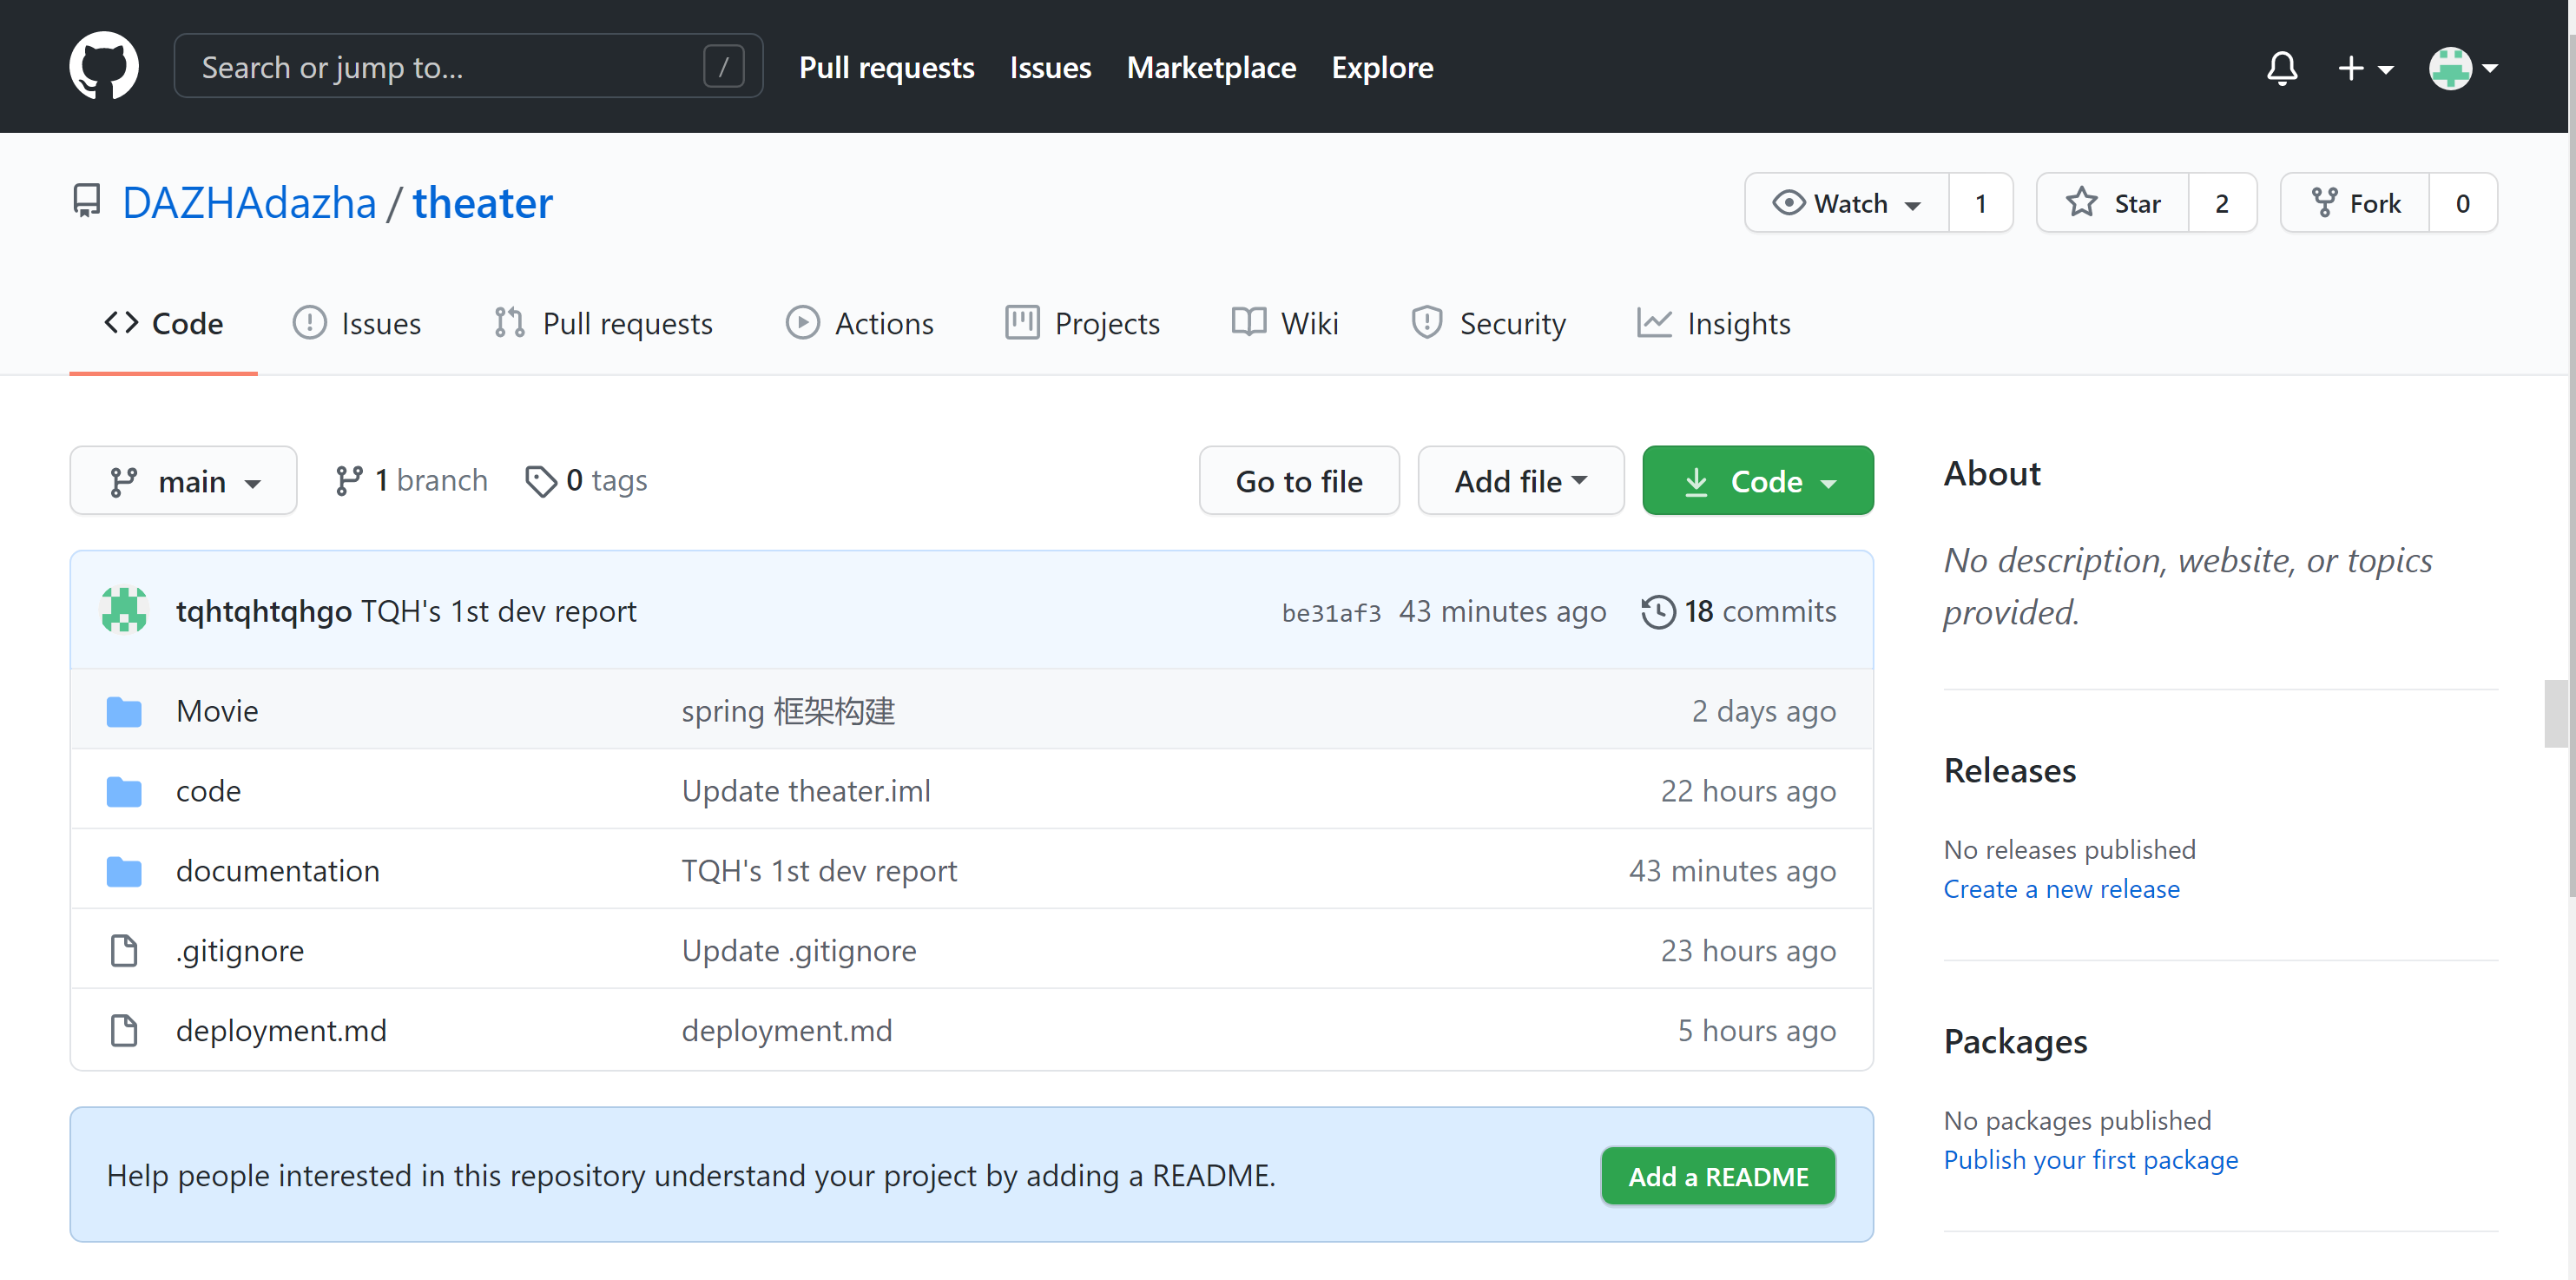 Search or jump to... /
Pull requests Issues Marketplace Explore
DAZHAdazha / theater
Watch 1 Star 2 Fork 0
Code Issues Pull requests Actions Projects Wiki Security Insights
main 1 branch 0 tags Go to file Add file Code
tqhtqhtqhgo TQH's 1st dev report be31af3 43 minutes ago 18 commits
Movie spring 框架构建 2 days ago
code Update theater.iml 22 hours ago
documentation TQH's 1st dev report 43 minutes ago
.gitignore Update .gitignore 23 hours ago
deployment.md deployment.md 5 hours ago
Help people interested in this repository understand your project by adding a README. Add a README
About
No description, website, or topics
provided.
Releases
No releases published
Create a new release
Packages
No packages published
Publish your first package